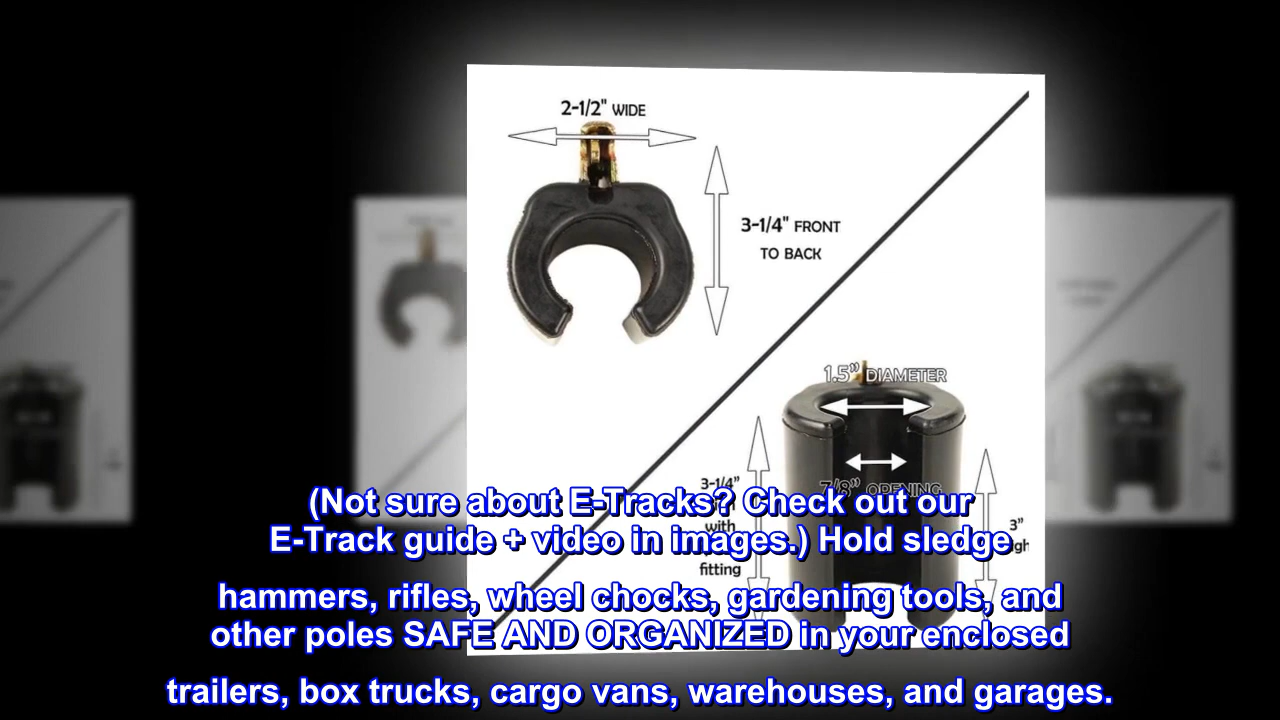 2-1/2" WIDE
3-1/4" FRONT
TO BACK
1.5” DIAMETER
7/8” OPENING
3-1/4”
with
fitting
3”
(Not sure about E-Tracks? Check out our
E-Track guide + video in images.) Hold sledge
hammers, rifles, wheel chocks, gardening tools, and
other poles SAFE AND ORGANIZED in your enclosed
trailers, box trucks, cargo vans, warehouses, and garages.